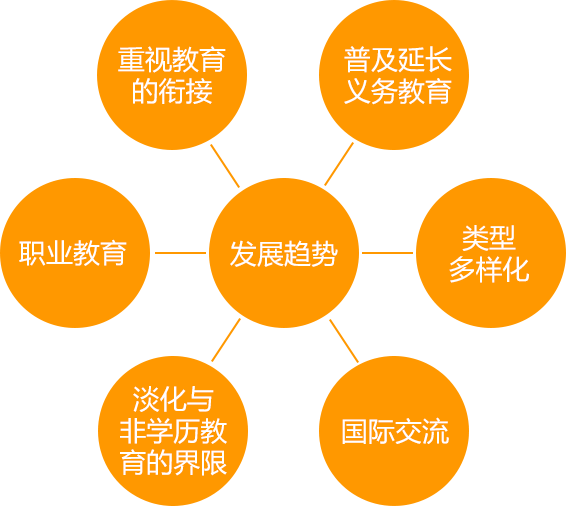 重视教育
的衔接
普及延长
义务教育
职业教育
发展趋势
类型
多样化
淡化与
非学历教
育的界限
国际交流